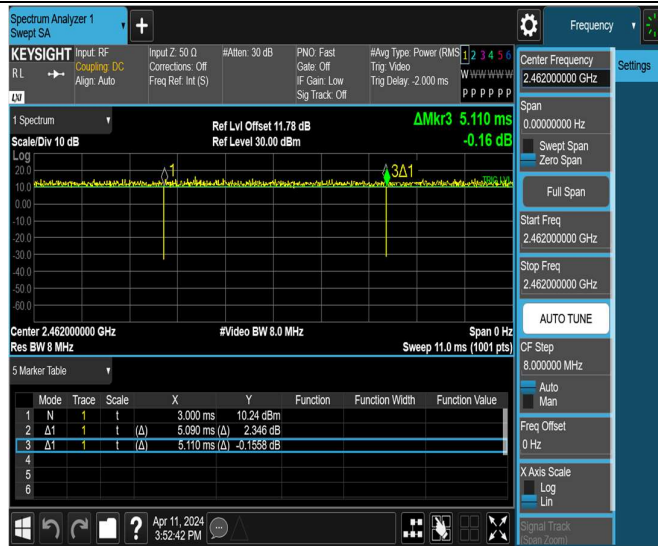 Spectrum Analyzer 1
Swept SA
Frequency
Settings
KEYSIGHT
RL
LXI
Input: RF
Coupling: DC
Align: Auto
Input Z: 50 Ω
Corrections: Off
Freq Ref: Int (S)
#Atten: 30 dB
PNO: Fast
Gate: Off
IF Gain: Low
Sig Track: Off
#Avg Type: Power (RMS
Trig: Video
Trig Delay: -2.000 ms
1 2 3 4 5 6
W W W W W W
P P P P P P
Center Frequency
2.462000000 GHz
Span
0.00000000 Hz
Swept Span
Zero Span
Full Span
Start Freq
2.462000000 GHz
Stop Freq
2.462000000 GHz
AUTO TUNE
CF Step
8.000000 MHz
Auto
Man
Freq Offset
0 Hz
X Axis Scale
Log
Lin
Signal Track
(Span Zoom)
1 Spectrum
Scale/Div 10 dB
Ref Lvl Offset 11.78 dB
Ref Level 30.00 dBm
ΔMkr3 5.110 ms
-0.16 dB
Log
20.0
10.0
0.00
-10.0
-20.0
-30.0
-40.0
-50.0
-60.0
1
3Δ1
TRIG LVL
Center 2.462000000 GHz
#Video BW 8.0 MHz
Span 0 Hz
Res BW 8 MHz
Sweep 11.0 ms (1001 pts)
5 Marker Table
Mode Trace Scale X Y Function Function Width Function Value
1 N 1 t 3.000 ms 10.24 dBm
2 Δ1 1 t (Δ) 5.090 ms (Δ) 2.346 dB
3 Δ1 1 t (Δ) 5.110 ms (Δ) -0.1558 dB
4
5
6
Apr 11, 2024
3:52:42 PM